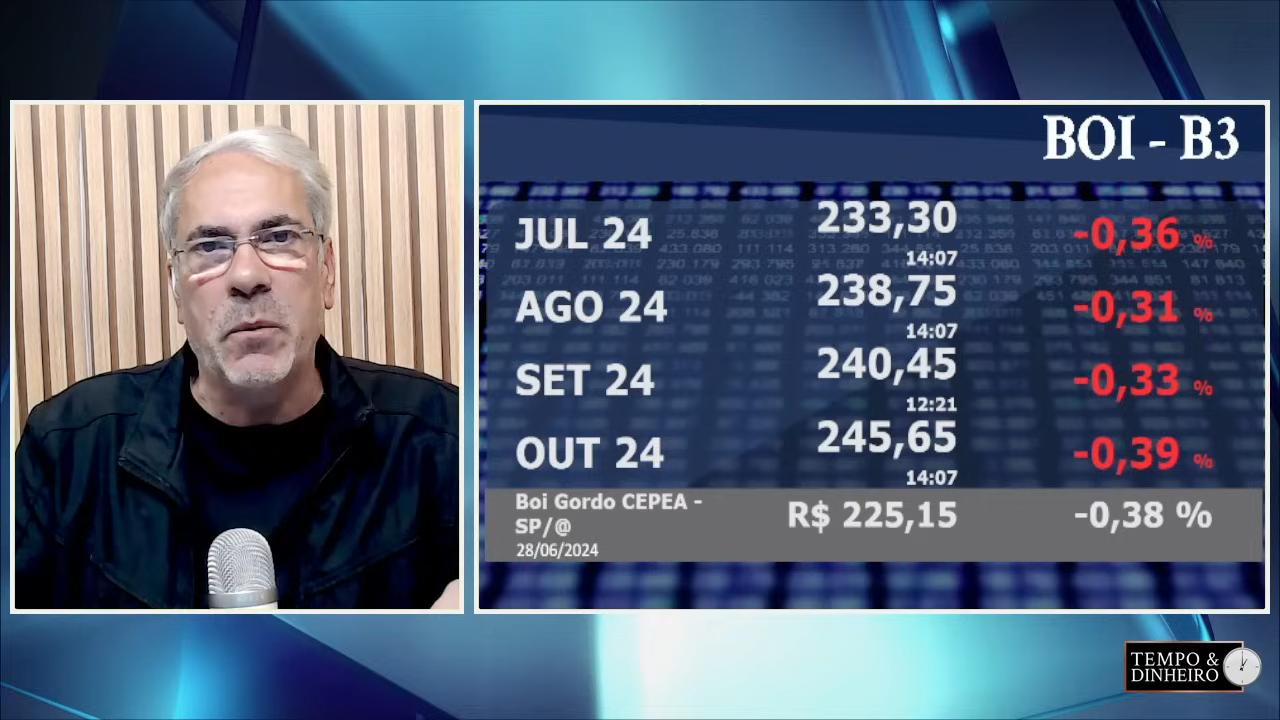 BOI - B3
JUL 24 233,30 -0,36 %
14:07
AGO 24 238,75 -0,31 %
14:07
SET 24 240,45 -0,33 %
12:21
OUT 24 245,65 -0,39 %
14:07
Boi Gordo CEPEA -
SP/@ R$ 225,15 -0,38 %
28/06/2024
TEMPO &
DINHEIRO